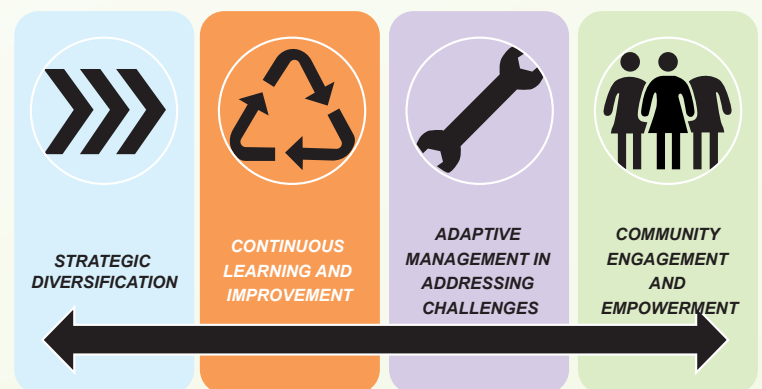 STRATEGIC
DIVERSIFICATION
CONTINUOUS
LEARNING AND
IMPROVEMENT
ADAPTIVE
MANAGEMENT IN
ADDRESSING
CHALLENGES
COMMUNITY
ENGAGEMENT
AND
EMPOWERMENT